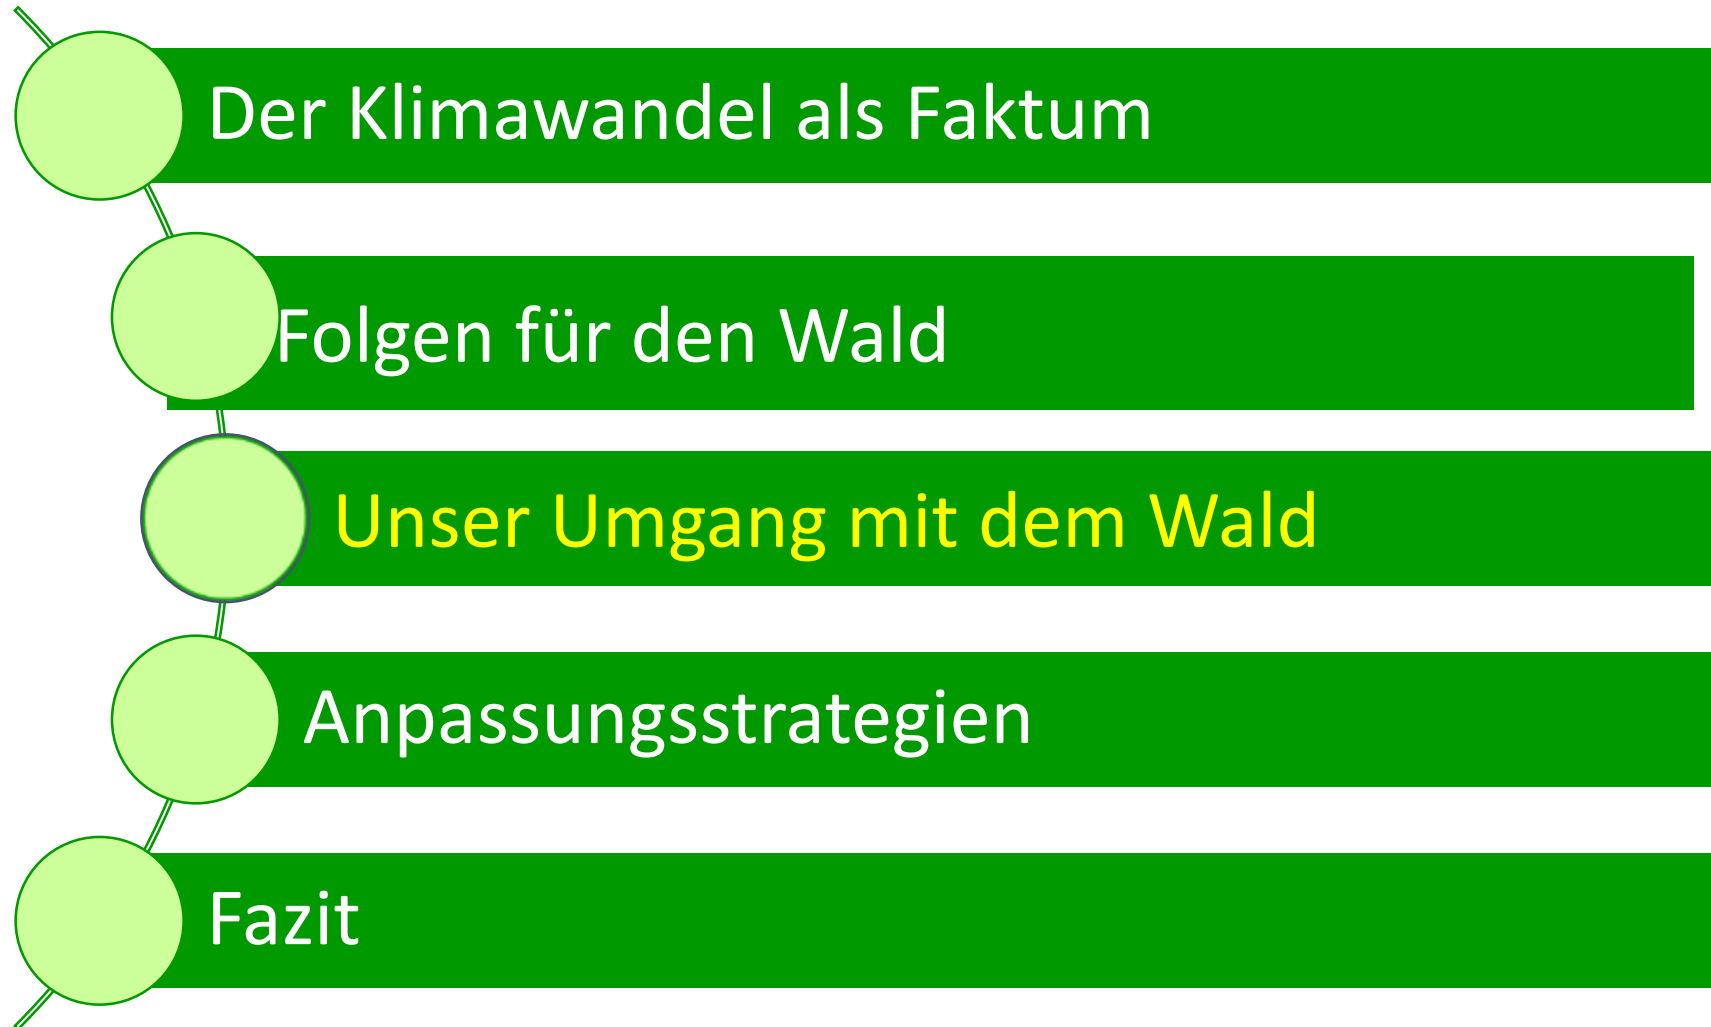 Der Klimawandel als Faktum
Folgen für den Wald
Unser Umgang mit dem Wald
Anpassungsstrategien
Fazit